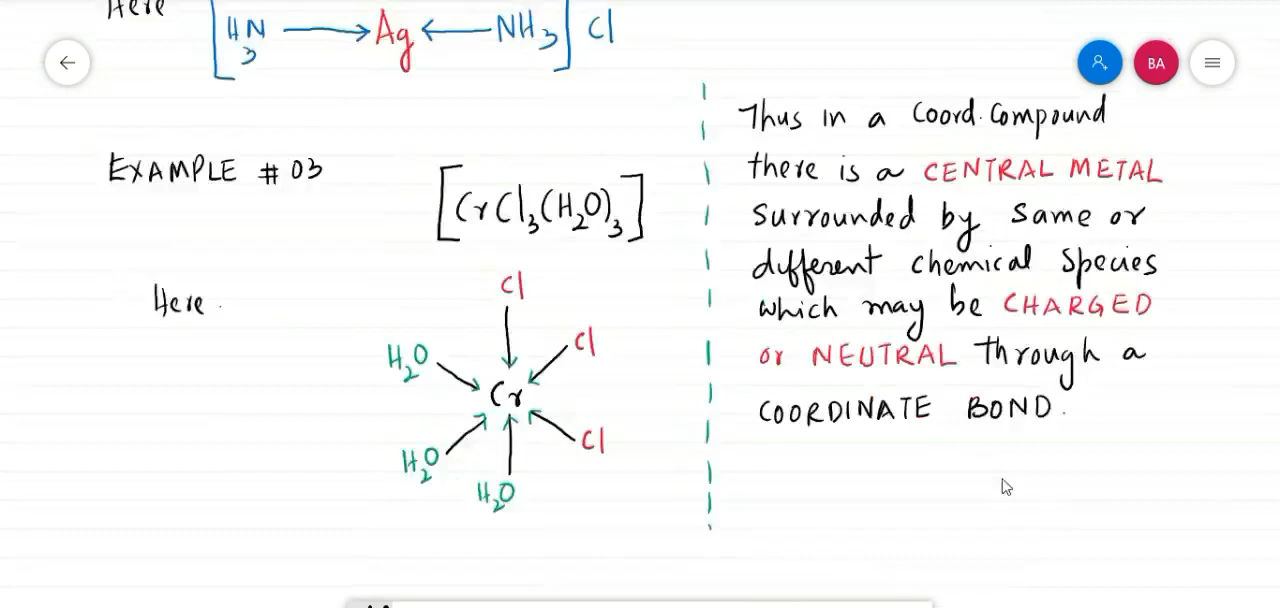 Here
[H₃N → Ag ← NH₃] Cl
BA
EXAMPLE # 03
[CrCl₃(H₂O)₃]
Here
Cl
Cl
H₂O
Cr
H₂O
Cl
H₂O
Thus in a Coord. Compound
there is a CENTRAL METAL
surrounded by same or
different chemical species
which may be CHARGED
or NEUTRAL through a
COORDINATE BOND.